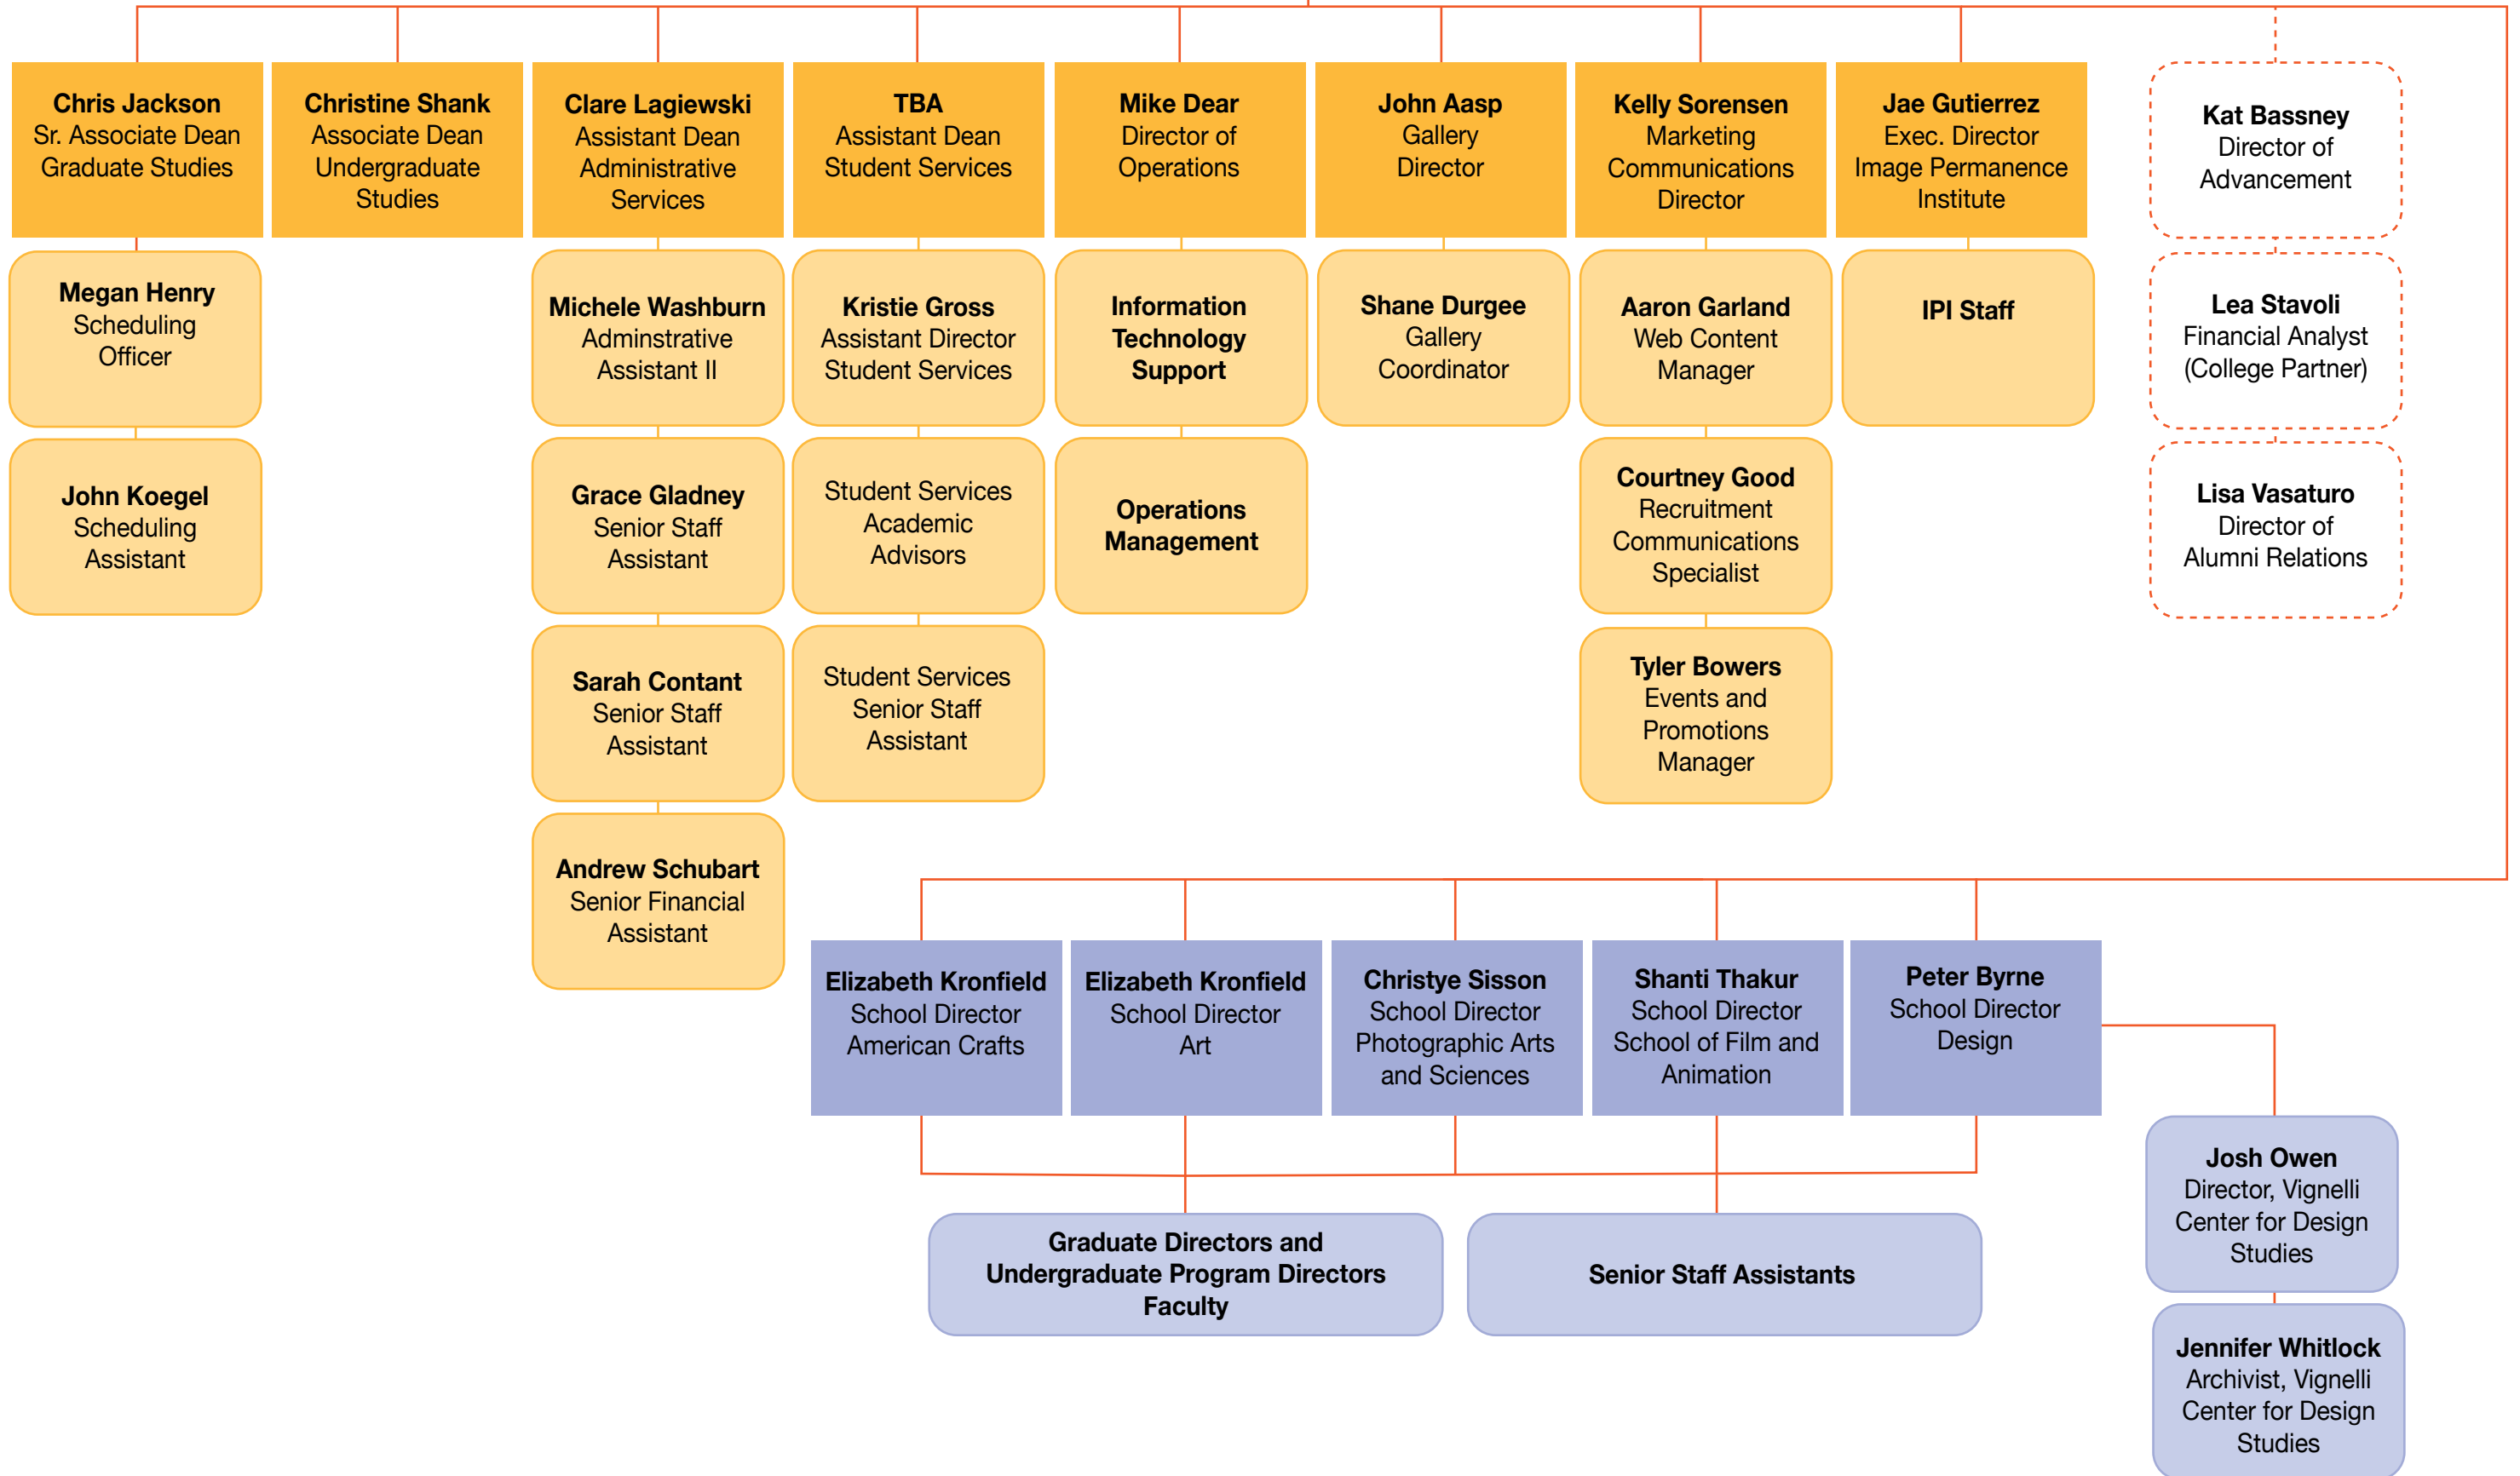 Chris Jackson
Sr. Associate Dean
Graduate Studies
Christine Shank
Associate Dean
Undergraduate
Studies
Clare Lagiewski
Assistant Dean
Administrative
Services
TBA
Assistant Dean
Student Services
Mike Dear
Director of
Operations
John Aasp
Gallery
Director
Kelly Sorensen
Marketing
Communications
Director
Jae Gutierrez
Exec. Director
Image Permanence
Institute
Kat Bassney
Director of
Advancement
Megan Henry
Scheduling
Officer
Michele Washburn
Adminstrative
Assistant II
Kristie Gross
Assistant Director
Student Services
Information
Technology
Support
Shane Durgee
Gallery
Coordinator
Aaron Garland
Web Content
Manager
IPI Staff
Lea Stavoli
Financial Analyst
(College Partner)
John Koegel
Scheduling
Assistant
Grace Gladney
Senior Staff
Assistant
Student Services
Academic
Advisors
Operations
Management
Courtney Good
Recruitment
Communications
Specialist
Lisa Vasaturo
Director of
Alumni Relations
Sarah Contant
Senior Staff
Assistant
Student Services
Senior Staff
Assistant
Tyler Bowers
Events and
Promotions
Manager
Andrew Schubart
Senior Financial
Assistant
Elizabeth Kronfield
School Director
American Crafts
Elizabeth Kronfield
School Director
Art
Christye Sisson
School Director
Photographic Arts
and Sciences
Shanti Thakur
School Director
School of Film and
Animation
Peter Byrne
School Director
Design
Josh Owen
Director, Vignelli
Center for Design
Studies
Graduate Directors and
Undergraduate Program Directors
Faculty
Senior Staff Assistants
Jennifer Whitlock
Archivist, Vignelli
Center for Design
Studies